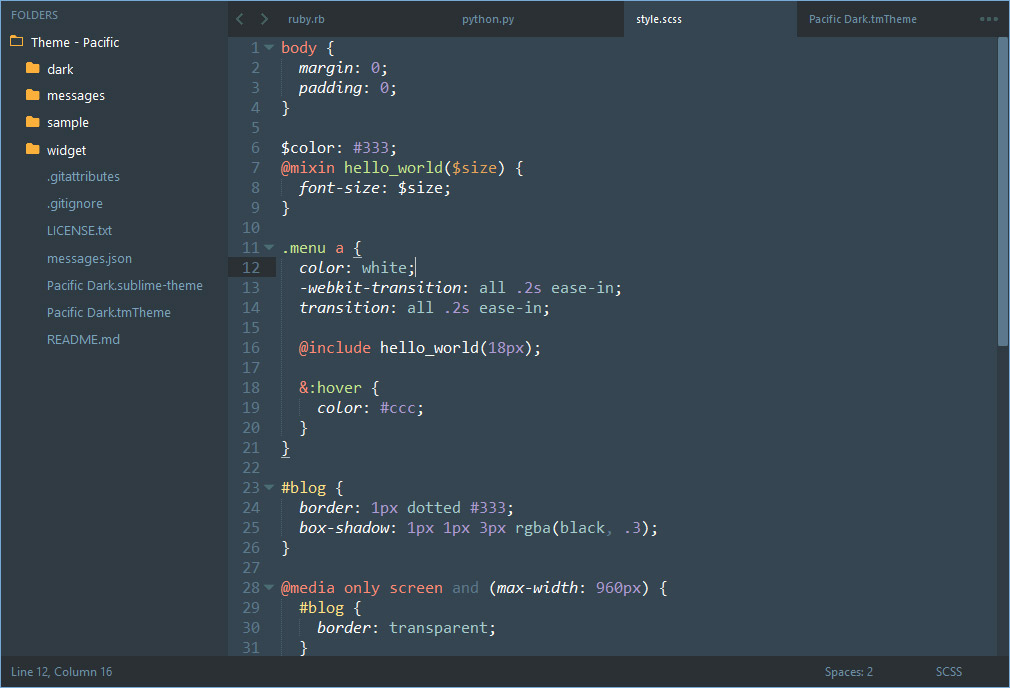 FOLDERS
Theme - Pacific
dark
messages
sample
widget
.gitattributes
.gitignore
LICENSE.txt
messages.json
Pacific Dark.sublime-theme
Pacific Dark.tmTheme
README.md
ruby.rb python.py style.scss Pacific Dark.tmTheme
1 body {
2 margin: 0;
3 padding: 0;
4 }
5
6 $color: #333;
7 @mixin hello_world($size) {
8 font-size: $size;
9 }
10
11 .menu a {
12 color: white;
13 -webkit-transition: all .2s ease-in;
14 transition: all .2s ease-in;
15
16 @include hello_world(18px);
17
18 &:hover {
19 color: #ccc;
20 }
21 }
22
23 #blog {
24 border: 1px dotted #333;
25 box-shadow: 1px 1px 3px rgba(black, .3);
26 }
27
28 @media only screen and (max-width: 960px) {
29 #blog {
30 border: transparent;
31 }
Line 12, Column 16 Spaces: 2 SCSS